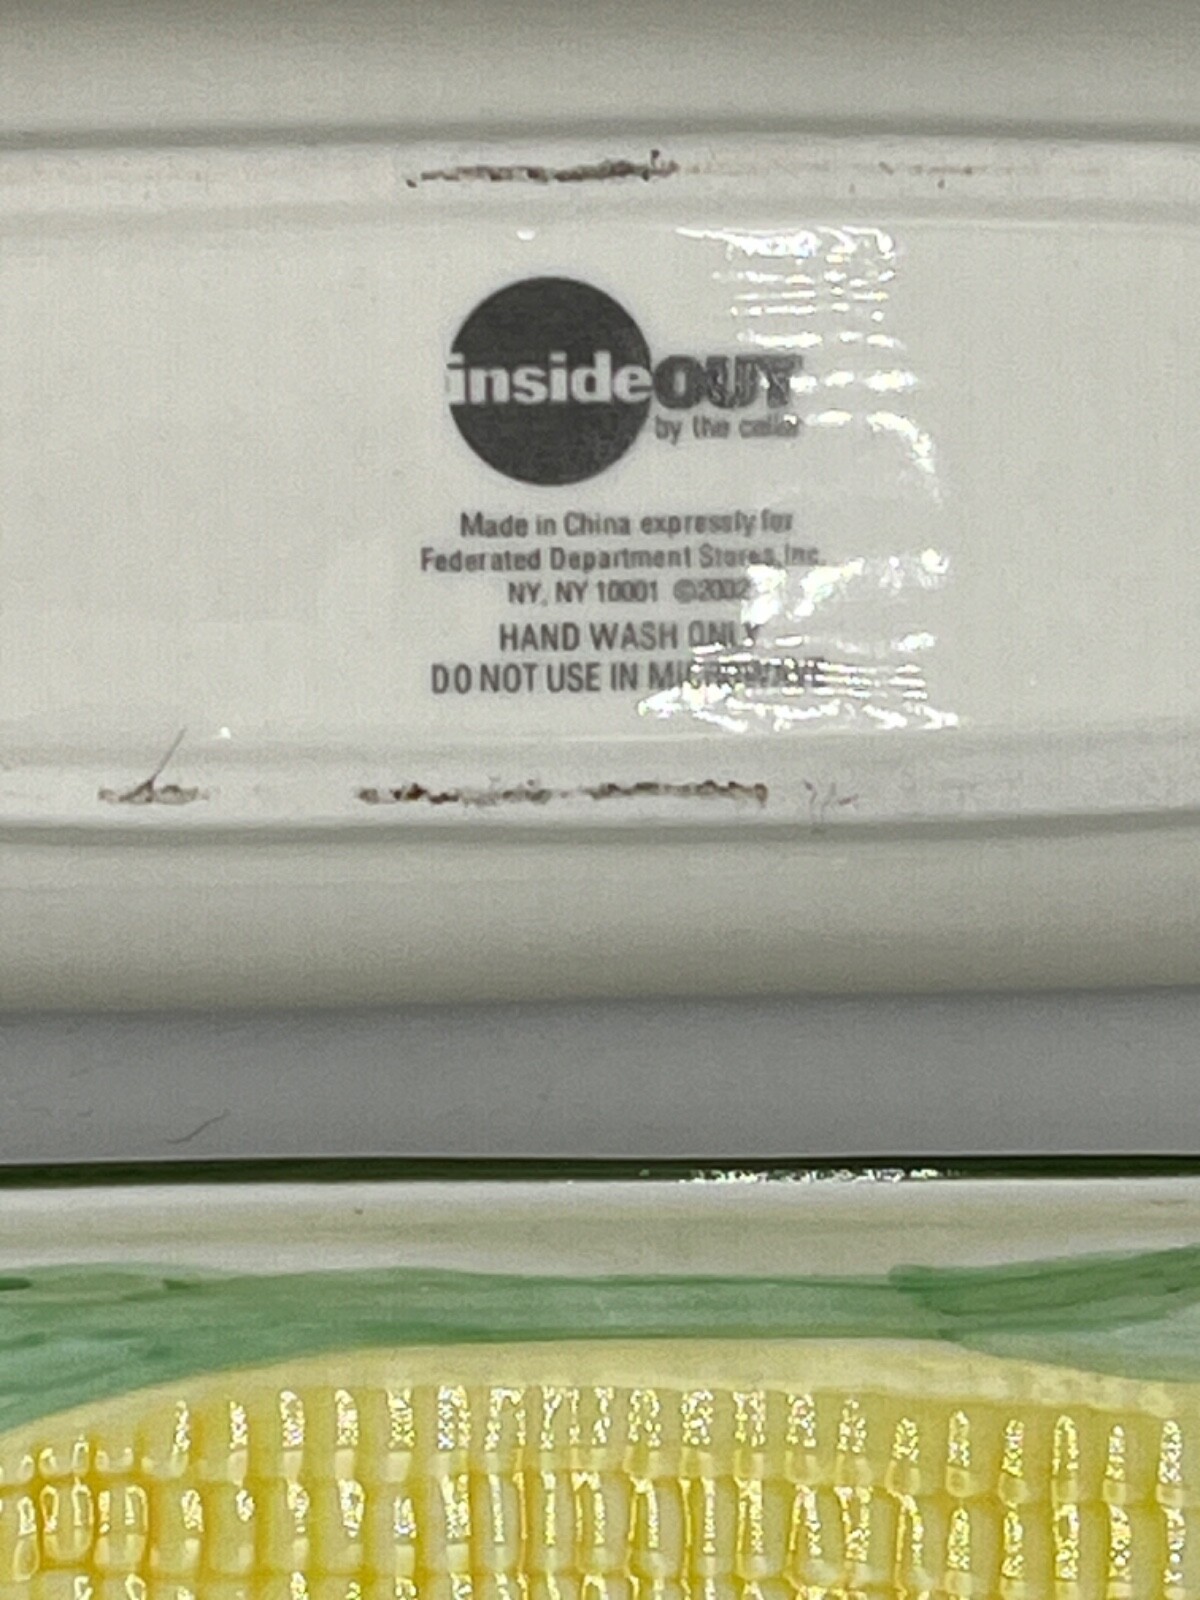 insideOUT
by the cellar
Made in China expressly for
Federated Department Stores, Inc.
NY, NY 10001 ©2002
HAND WASH ONLY
DO NOT USE IN MICROWAVE